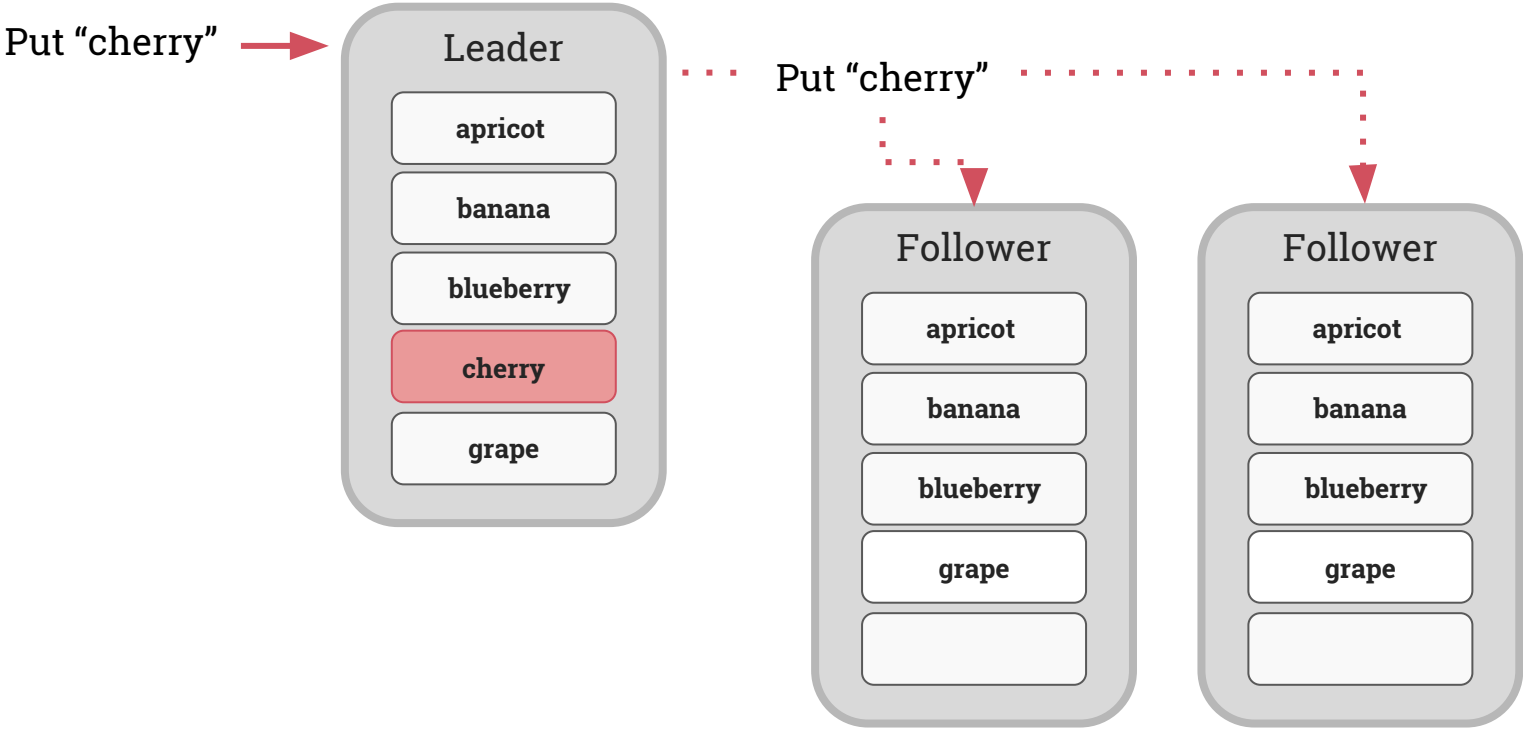 Put “cherry”
Leader
apricot
banana
blueberry
cherry
grape
Put “cherry”
Follower
apricot
banana
blueberry
grape
Follower
apricot
banana
blueberry
grape